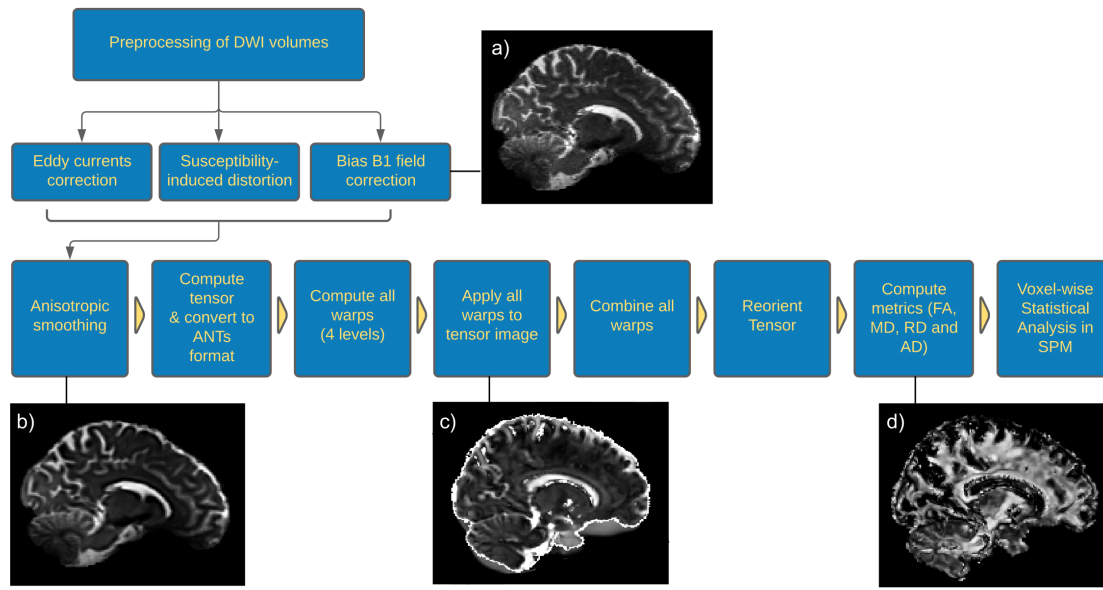 Preprocessing of DWI volumes
a)
Eddy currents
correction
Susceptibility-
induced distortion
Bias B1 field
correction
Anisotropic
smoothing
Compute
tensor
& convert to
ANTs
format
Compute all
warps
(4 levels)
Apply all
warps to
tensor image
Combine all
warps
Reorient
Tensor
Compute
metrics (FA,
MD, RD and
AD)
Voxel-wise
Statistical
Analysis in
SPM
b)
c)
d)